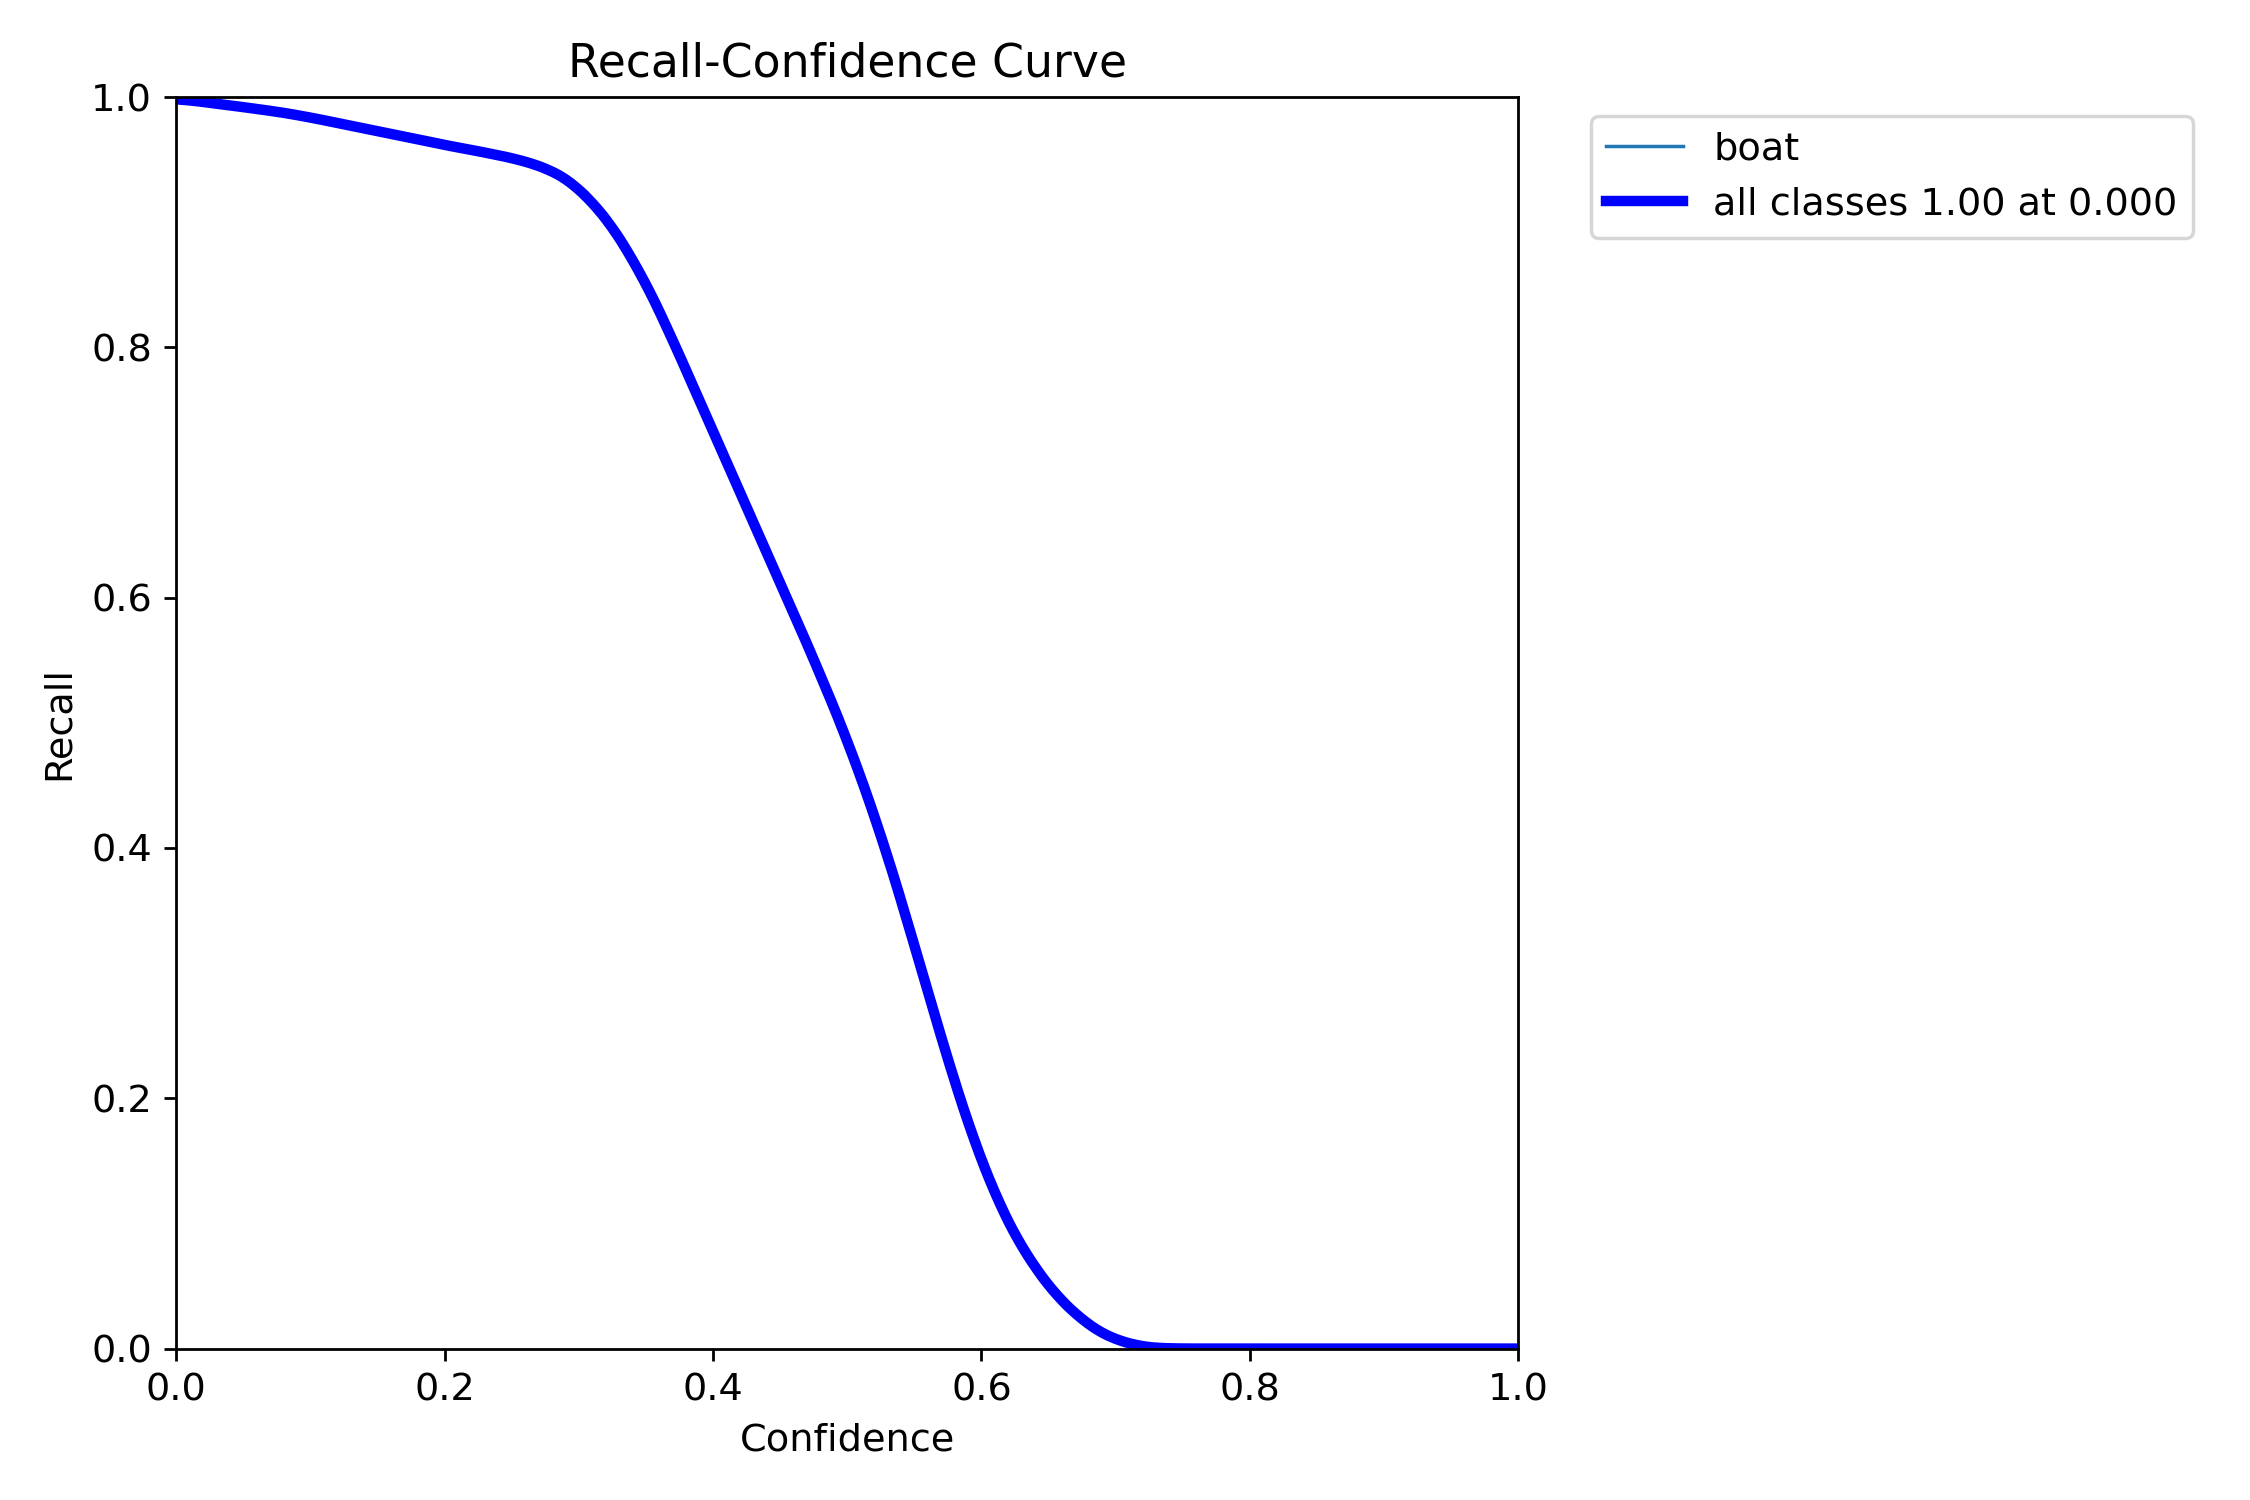 Recall-Confidence Curve
1.0
0.8
0.6
0.4
0.2
0.0
Recall
0.0 0.2 0.4 0.6 0.8 1.0
Confidence
boat
all classes 1.00 at 0.000